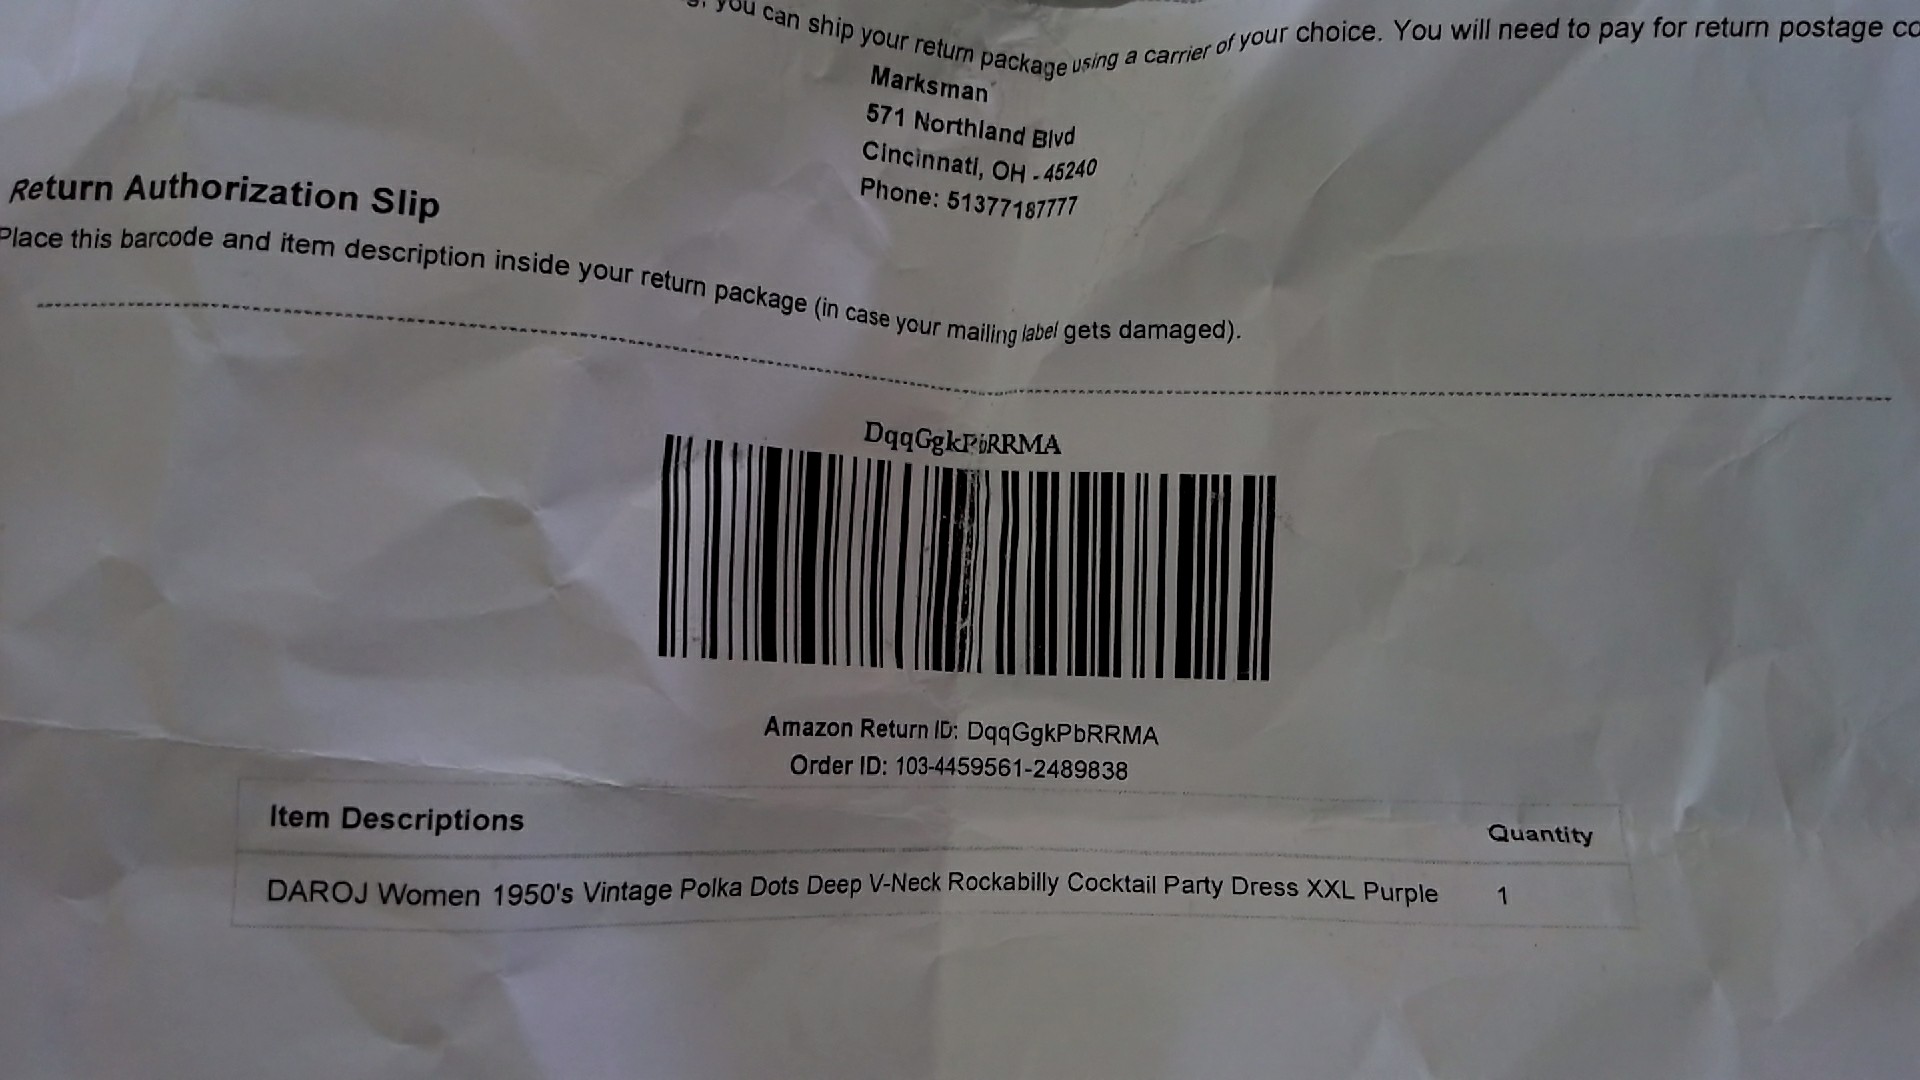 you can ship your return package using a carrier of your choice. You will need to pay for return postage
Marksman
571 Northland Blvd
Cincinnati, OH - 45240
Phone: 51377187777
Return Authorization Slip
Place this barcode and item description inside your return package (in case your mailing label gets damaged).
DqqGgkPbRRMA
Amazon Return ID: DqqGgkPbRRMA
Order ID: 103-4459561-2489838
Item Descriptions Quantity
DAROJ Women 1950's Vintage Polka Dots Deep V-Neck Rockabilly Cocktail Party Dress XXL Purple 1